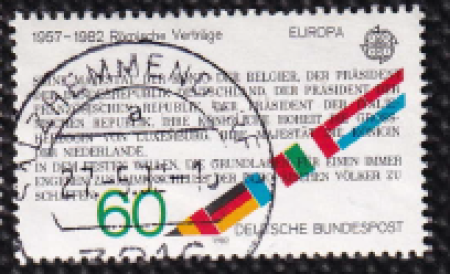 1957-1982 Römische Verträge
EUROPA
SEINE MAJESTÄT DER KÖNIG DER BELGIER, DER PRÄSIDENT
DER BUNDESREPUBLIK DEUTSCHLAND, DER PRÄSIDENT DER
FRANZÖSISCHEN REPUBLIK, DER PRÄSIDENT DER ITALIE-
NISCHEN REPUBLIK, IHRE KÖNIGLICHE HOHEIT DIE GROSS-
HERZOGIN VON LUXEMBURG, IHRE MAJESTÄT DIE KÖNIGIN
DER NIEDERLANDE.
IN DEM FESTEN WILLEN, DIE GRUNDLAGEN FÜR EINEN IMMER
ENGEREN ZUSAMMENSCHLUSS DER EUROPÄISCHEN VÖLKER ZU
SCHAFFEN
60
DEUTSCHE BUNDESPOST
1982
a
3216